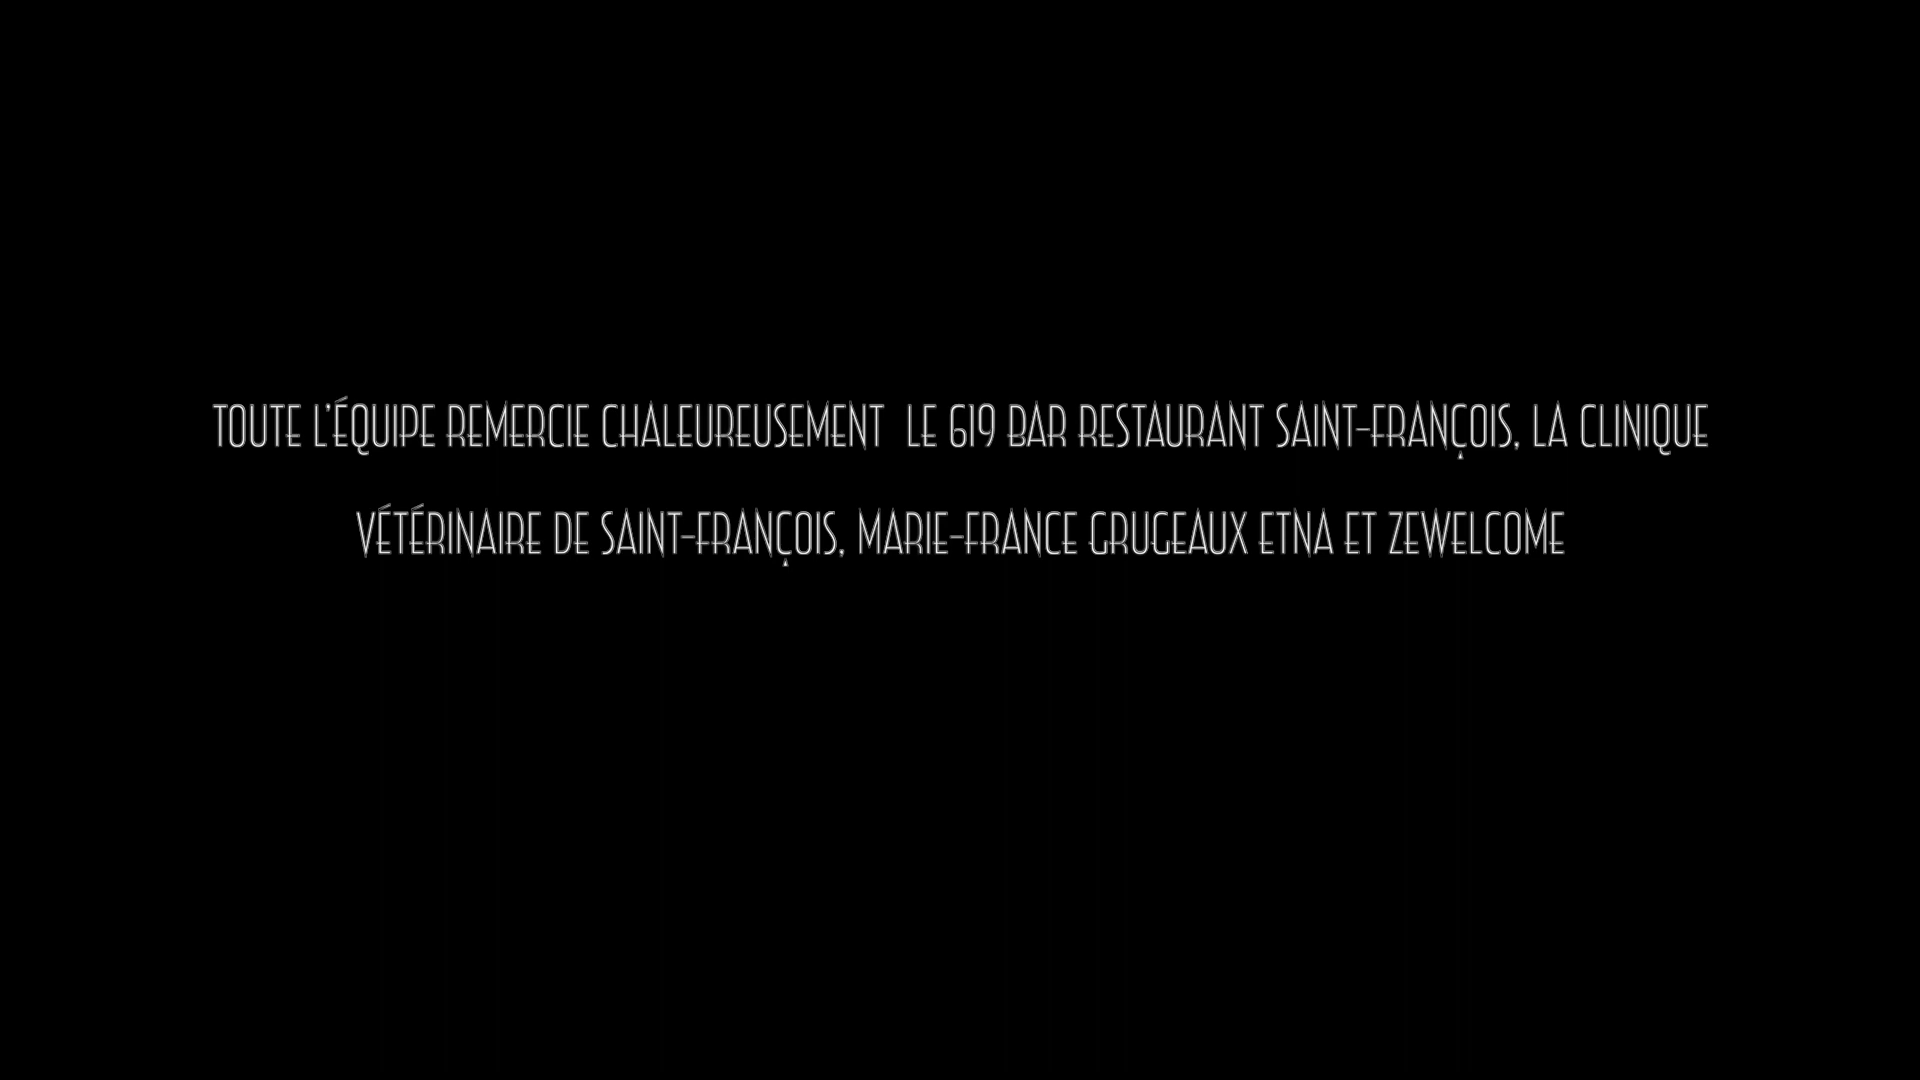 TOUTE L'ÉQUIPE REMERCIE CHALEUREUSEMENT  LE 619 BAR RESTAURANT SAINT-FRANÇOIS, LA CLINIQUE
VÉTÉRINAIRE DE SAINT-FRANÇOIS, MARIE-FRANCE GRUGEAUX ETNA ET ZEWELCOME